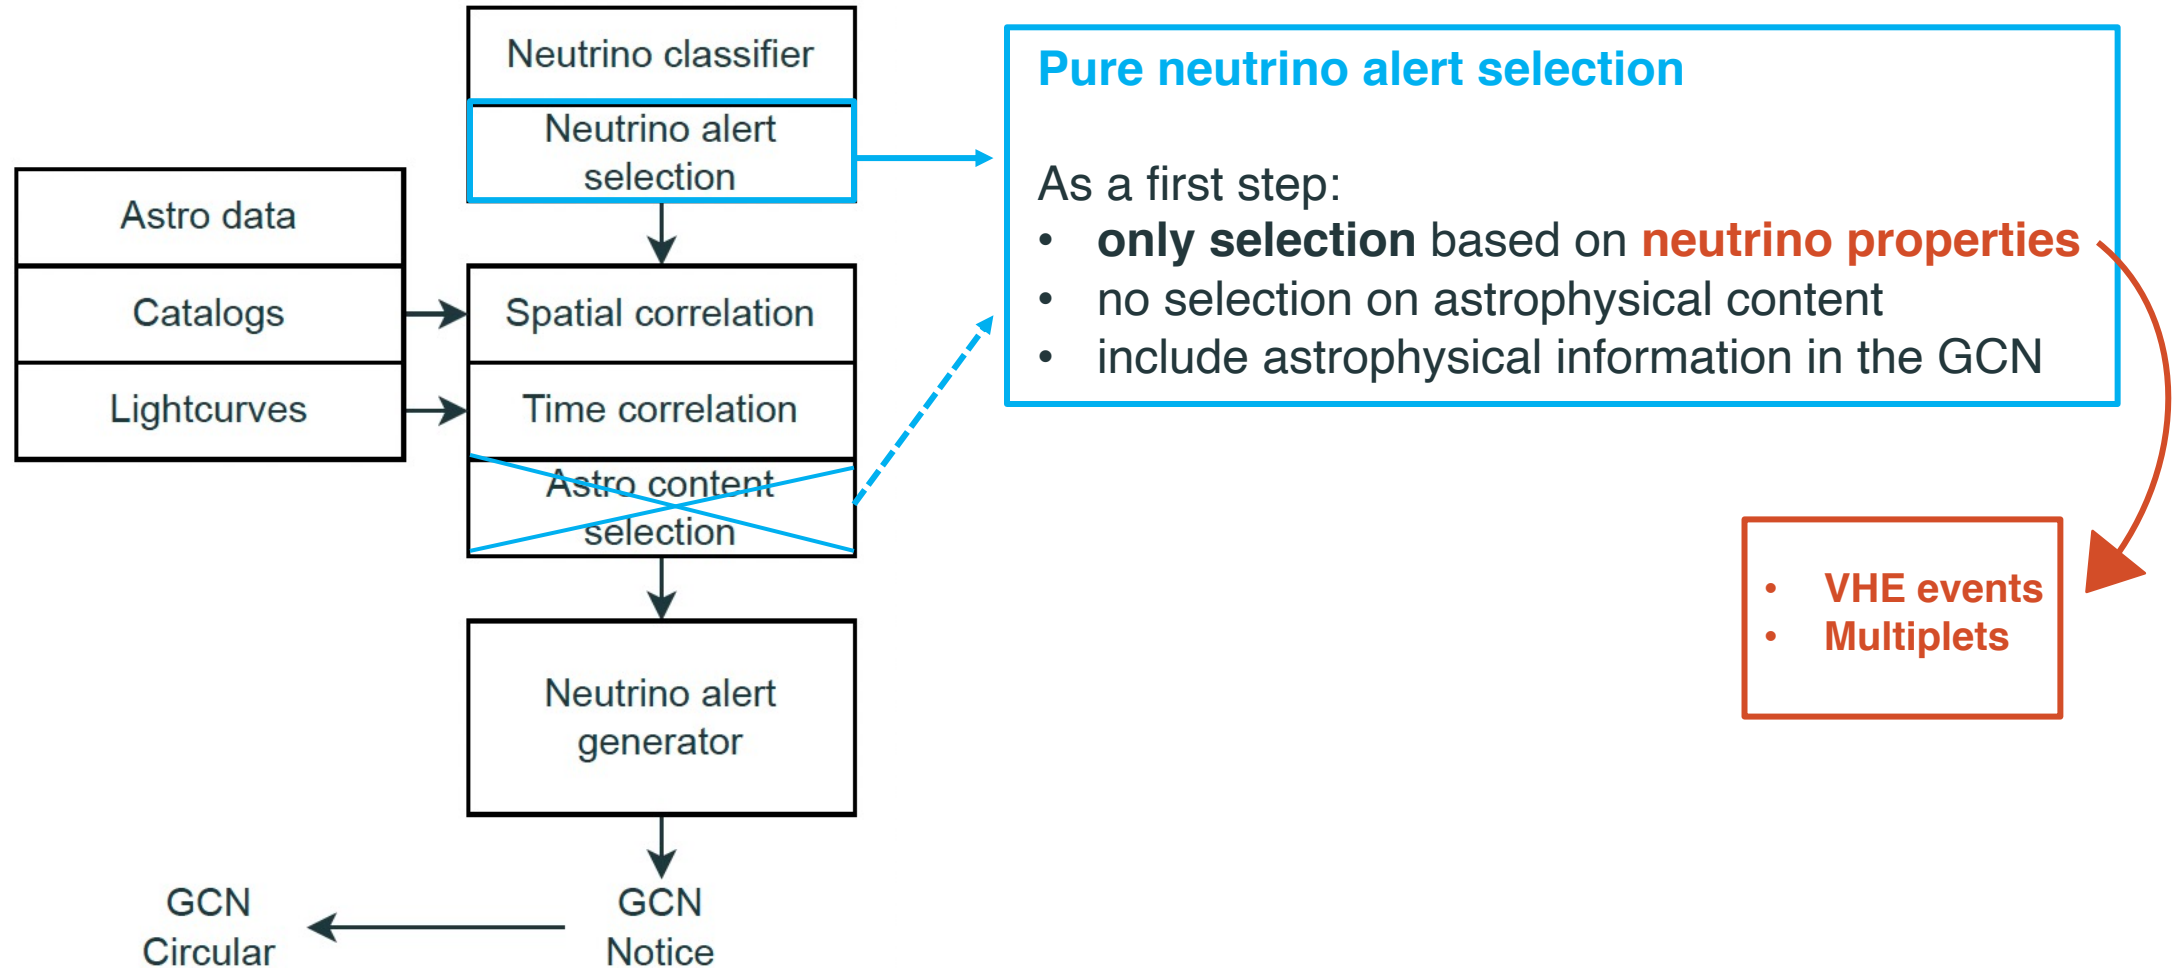 Neutrino classifier
Neutrino alert
selection
Astro data
Catalogs
Lightcurves
Spatial correlation
Time correlation
Astro content
selection
Neutrino alert
generator
GCN
Notice
GCN
Circular
Pure neutrino alert selection
As a first step:
• only selection based on neutrino properties
• no selection on astrophysical content
• include astrophysical information in the GCN
• VHE events
• Multiplets